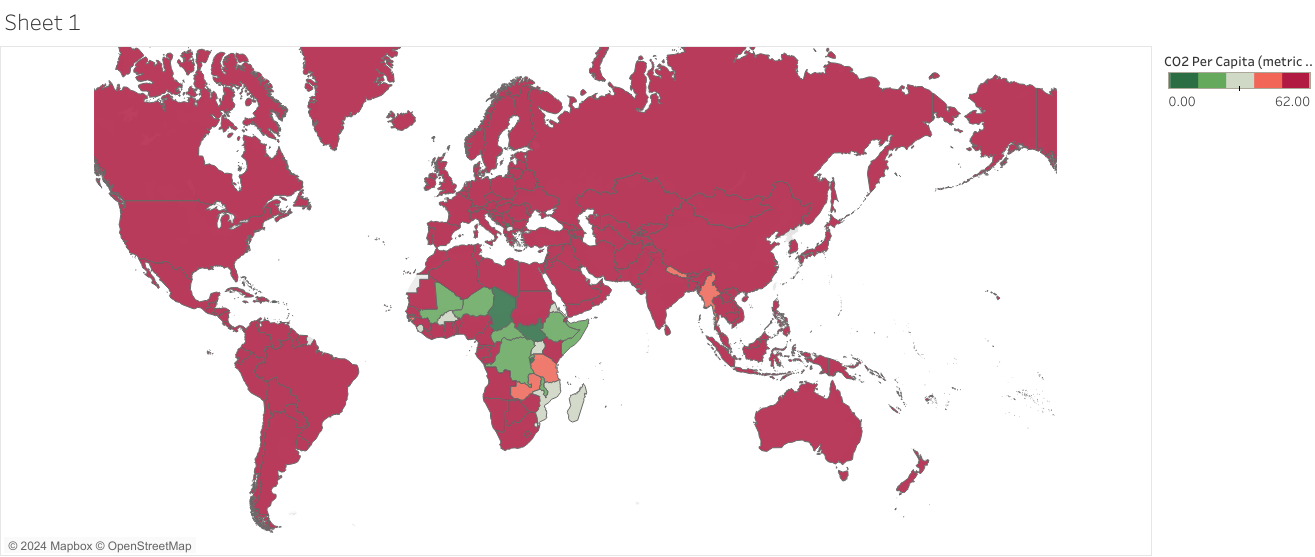 Sheet 1
CO2 Per Capita (metric ..
0.00 62.00
© 2024 Mapbox © OpenStreetMap